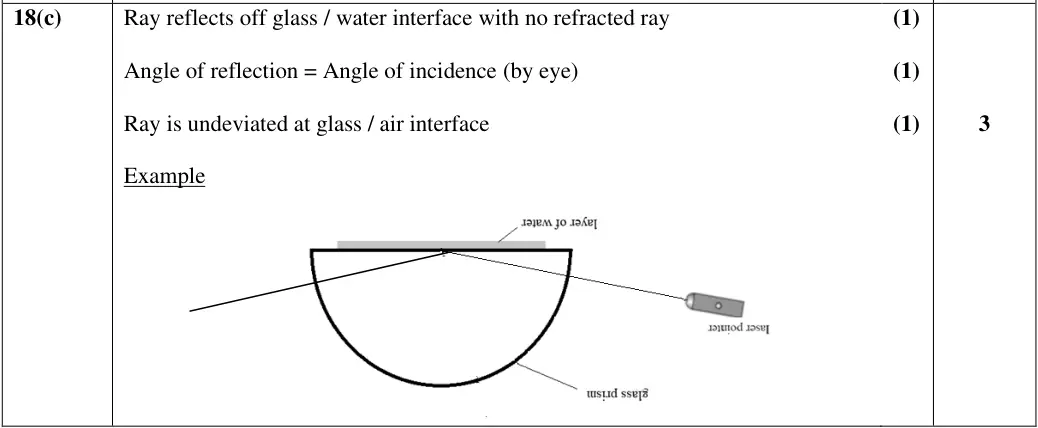 18(c) Ray reflects off glass / water interface with no refracted ray (1)
Angle of reflection = Angle of incidence (by eye) (1)
Ray is undeviated at glass / air interface (1) 3
Example
layer of water
laser pointer
glass prism